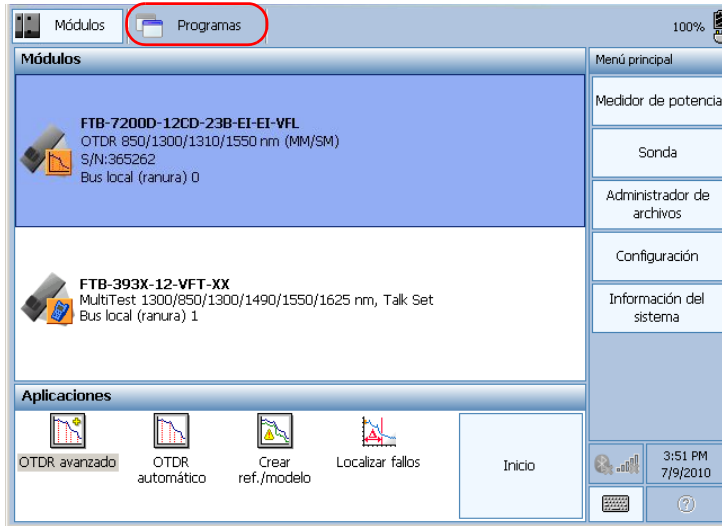 Módulos
Programas
100%
Módulos
FTB-7200D-12CD-23B-EI-EI-VFL
OTDR 850/1300/1310/1550 nm (MM/SM)
S/N:365262
Bus local (ranura) 0
FTB-393X-12-VFT-XX
MultiTest 1300/850/1300/1490/1550/1625 nm, Talk Set
Bus local (ranura) 1
Aplicaciones
OTDR avanzado
OTDR
automático
Crear
ref./modelo
Localizar fallos
Inicio
Menú principal
Medidor de potencia
Sonda
Administrador de
archivos
Configuración
Información del
sistema
3:51 PM
7/9/2010
?